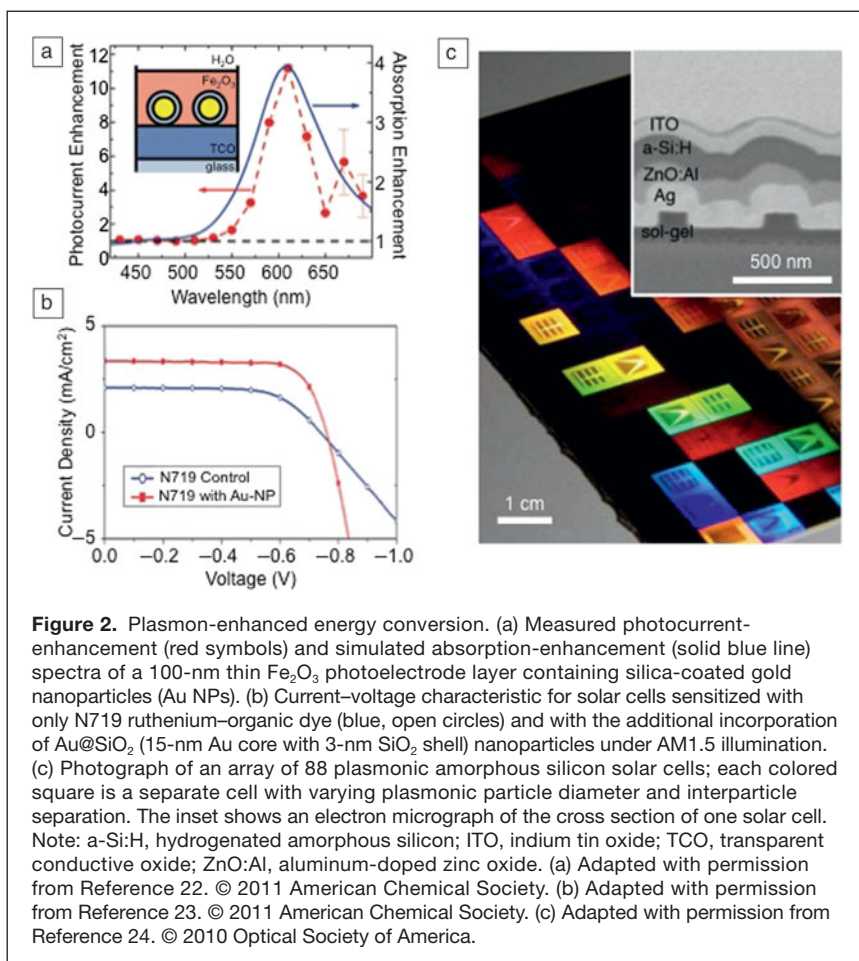 a
12
10
8
6
4
2
1
0
Photocurrent Enhancement
H₂O
Fe₂O₃
TCO
glass
4
3
2
1
Absorption Enhancement
450 500 550 600 650
Wavelength (nm)
b
5
0
−5
Current Density (mA/cm²)
N719 Control
N719 with Au-NP
0.0 −0.2 −0.4 −0.6 −0.8 −1.0
Voltage (V)
c
ITO
a-Si:H
ZnO:Al
Ag
sol-gel
500 nm
1 cm
Figure 2. Plasmon-enhanced energy conversion. (a) Measured photocurrent-
enhancement (red symbols) and simulated absorption-enhancement (solid blue line)
spectra of a 100-nm thin Fe₂O₃ photoelectrode layer containing silica-coated gold
nanoparticles (Au NPs). (b) Current–voltage characteristic for solar cells sensitized with
only N719 ruthenium–organic dye (blue, open circles) and with the additional incorporation
of Au@SiO₂ (15-nm Au core with 3-nm SiO₂ shell) nanoparticles under AM1.5 illumination.
(c) Photograph of an array of 88 plasmonic amorphous silicon solar cells; each colored
square is a separate cell with varying plasmonic particle diameter and interparticle
separation. The inset shows an electron micrograph of the cross section of one solar cell.
Note: a-Si:H, hydrogenated amorphous silicon; ITO, indium tin oxide; TCO, transparent
conductive oxide; ZnO:Al, aluminum-doped zinc oxide. (a) Adapted with permission
from Reference 22. © 2011 American Chemical Society. (b) Adapted with permission
from Reference 23. © 2011 American Chemical Society. (c) Adapted with permission from
Reference 24. © 2010 Optical Society of America.